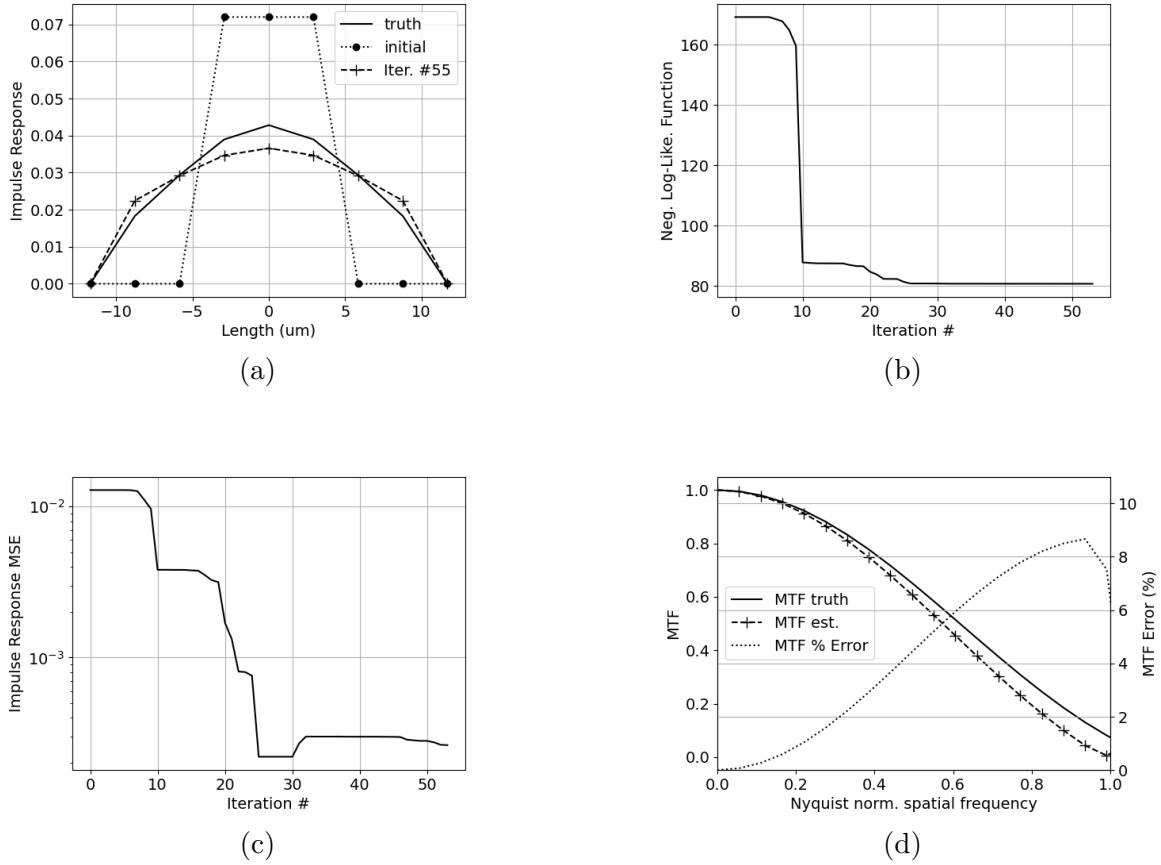 0.07
0.06
0.05
0.04
0.03
0.02
0.01
0.00
Impulse Response
truth
initial
Iter. #55
−10
−5
0
5
10
Length (um)
(a)
160
140
120
100
80
Neg. Log-Like. Function
0
10
20
30
40
50
Iteration #
(b)
10⁻²
10⁻³
Impulse Response MSE
0
10
20
30
40
50
Iteration #
(c)
1.0
0.8
0.6
0.4
0.2
0.0
MTF
MTF truth
MTF est.
MTF % Error
10
8
6
4
2
0
MTF Error (%)
0.0
0.2
0.4
0.6
0.8
1.0
Nyquist norm. spatial frequency
(d)